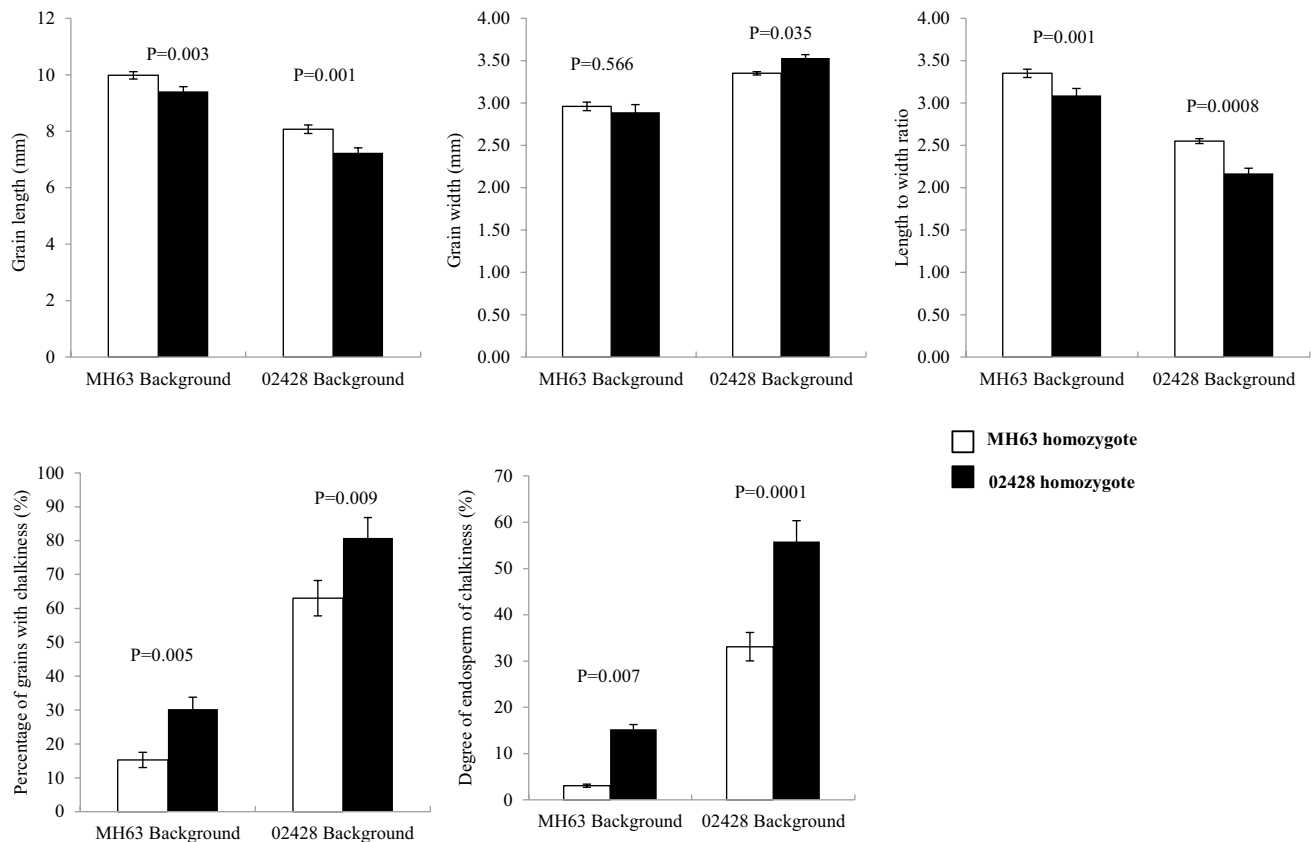 Grain length (mm)
12
10
8
6
4
2
0
P=0.003
P=0.001
MH63 Background
02428 Background
Grain width (mm)
4.00
3.50
3.00
2.50
2.00
1.50
1.00
0.50
0.00
P=0.566
P=0.035
MH63 Background
02428 Background
Length to width ratio
4.00
3.50
3.00
2.50
2.00
1.50
1.00
0.50
0.00
P=0.001
P=0.0008
MH63 Background
02428 Background
MH63 homozygote
02428 homozygote
Percentage of grains with chalkiness (%)
100
90
80
70
60
50
40
30
20
10
0
P=0.005
P=0.009
MH63 Background
02428 Background
Degree of endosperm of chalkiness (%)
70
60
50
40
30
20
10
0
P=0.007
P=0.0001
MH63 Background
02428 Background